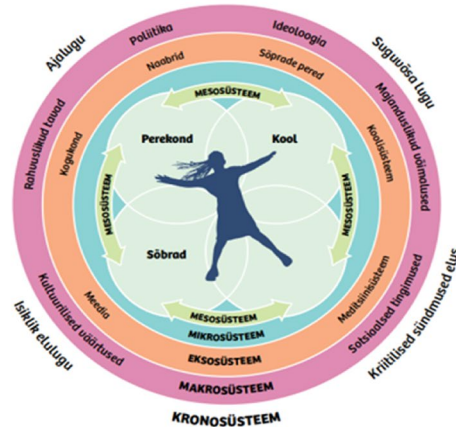 Ajalugu
Poliitika
Ideoloogia
Suguvõsa lugu
Naabrid
Sõprade pered
Rahvuslikud tavad
Kogukond
MESOSÜSTEEM
Majanduslikud võimalused
Koolisüsteem
Perekond
Kool
MESOSÜSTEEM
MESOSÜSTEEM
Sõbrad
Meedia
Meditsiinisüsteem
MESOSÜSTEEM
Kultuurilised väärtused
Sotsiaalsed tingimused
Isiklik elulugu
Kriitilised sündmused elus
MIKROSÜSTEEM
EKSOSÜSTEEM
MAKROSÜSTEEM
KRONOSÜSTEEM